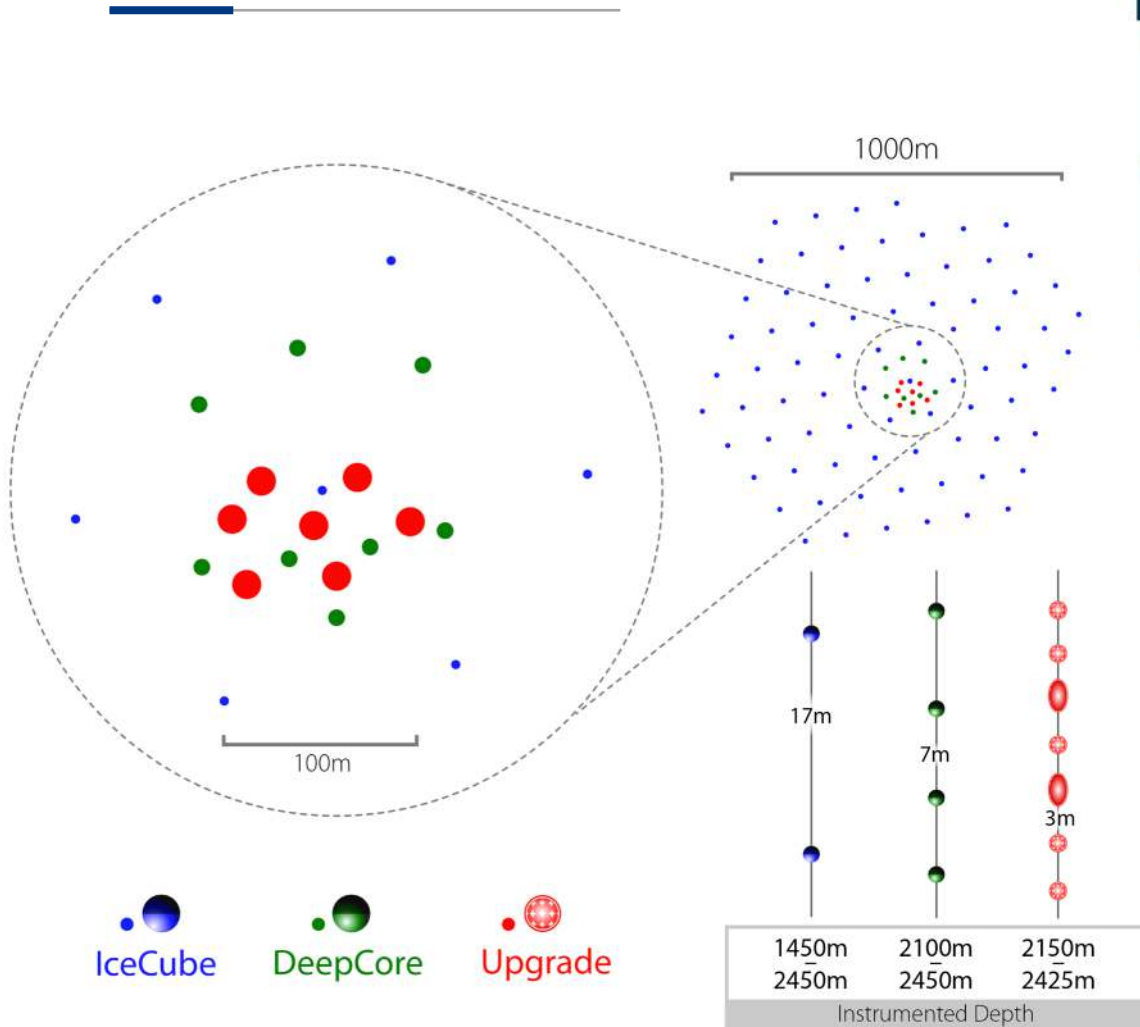 1000m
100m
17m
7m
3m
IceCube
DeepCore
Upgrade
1450m
–
2450m
2100m
–
2450m
2150m
–
2425m
Instrumented Depth